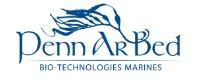 Penn Ar Bed
BIO-TECHNOLOGIES MARINES